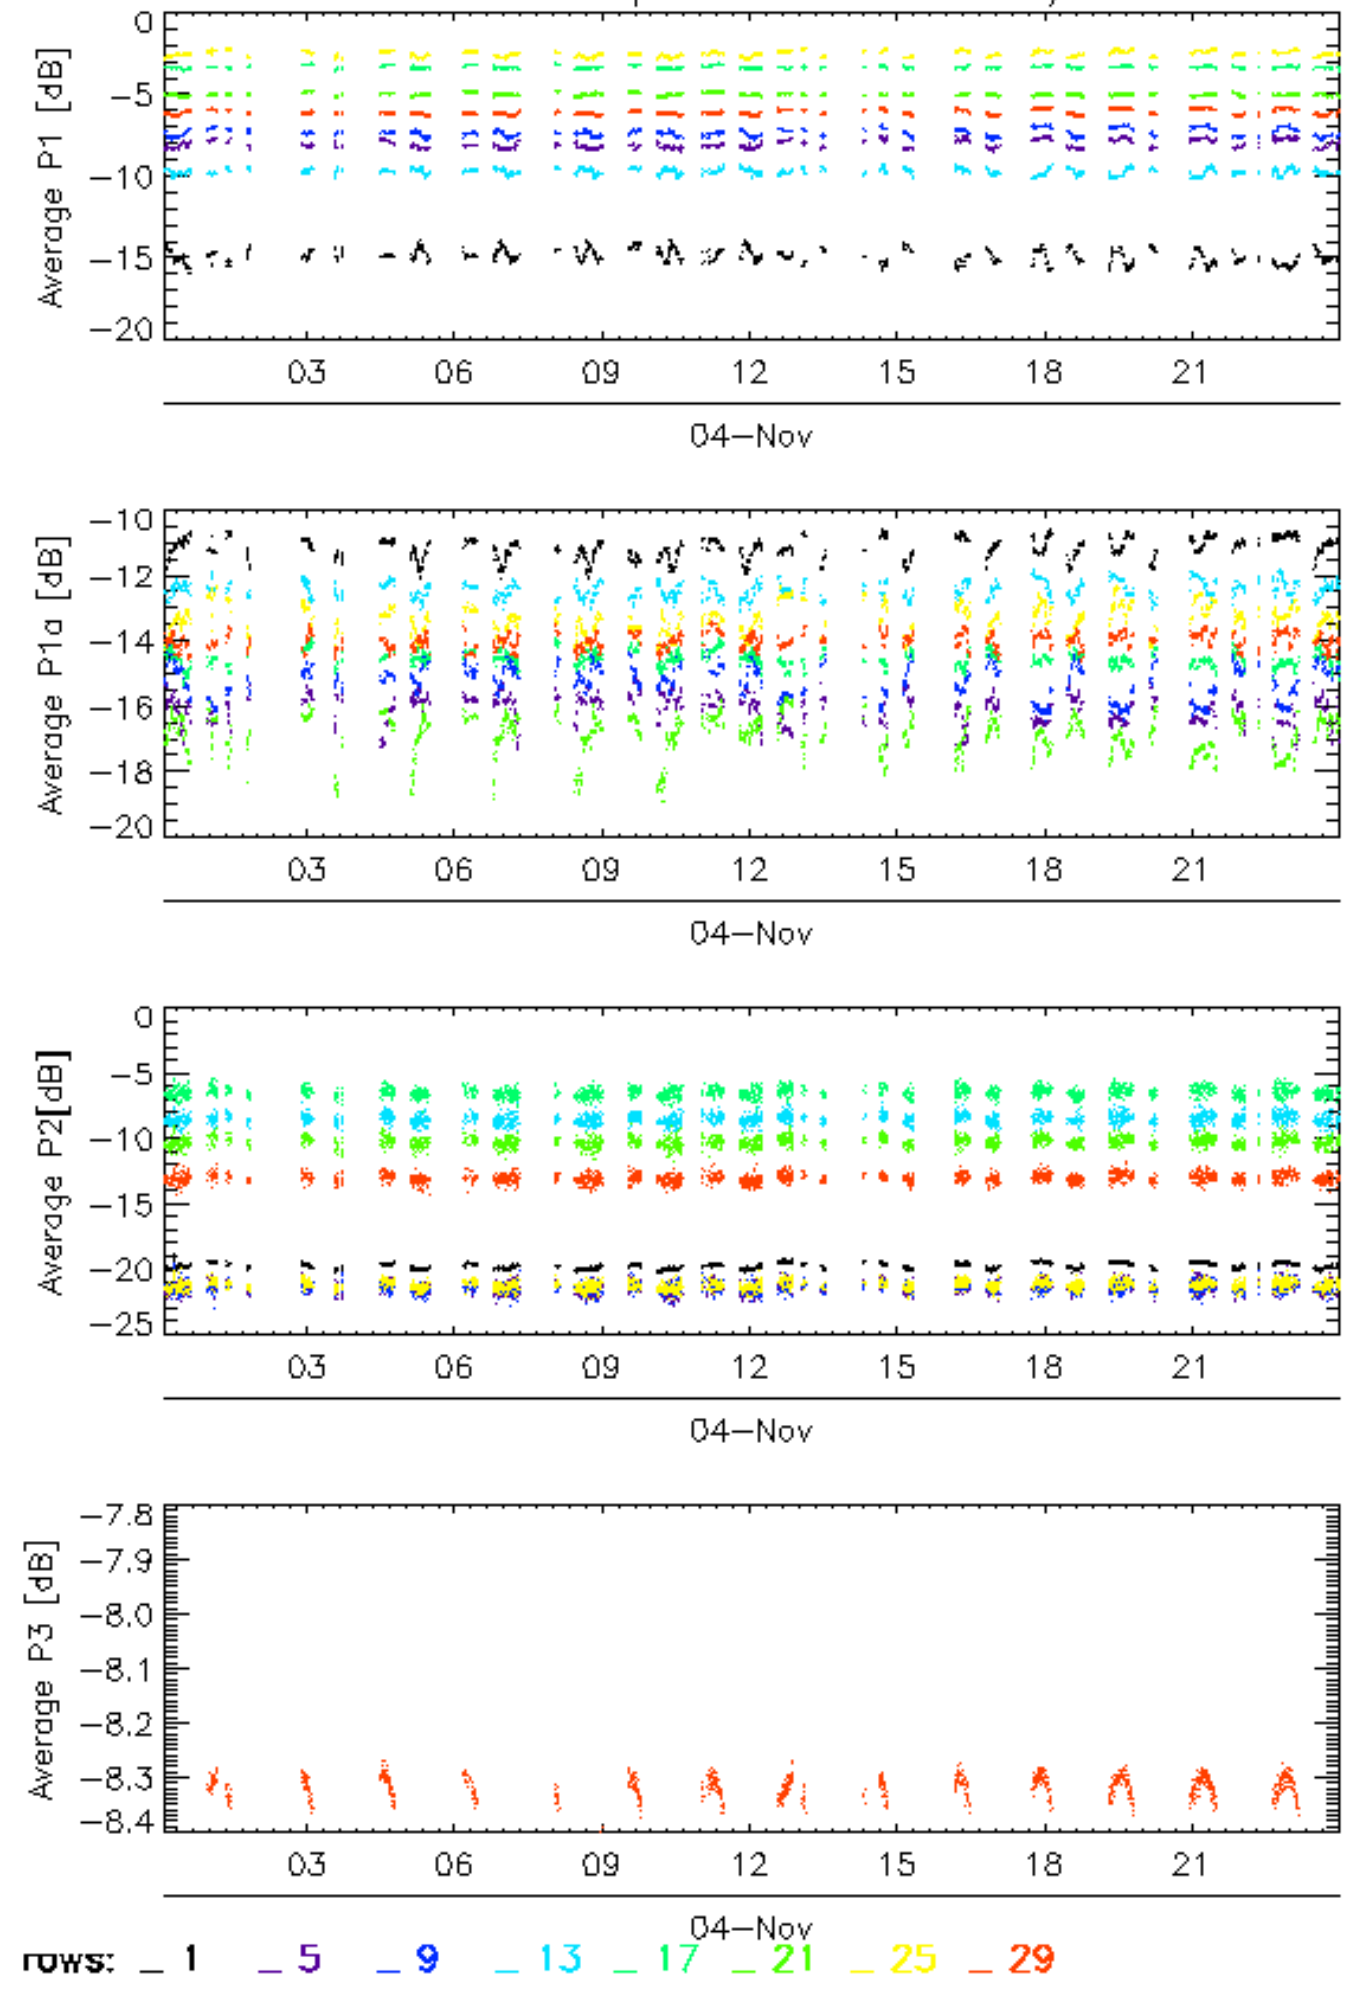 Average P1 [dB]
0
−5
−10
−15
−20
03 06 09 12 15 18 21
04−Nov
Average P1a [dB]
−10
−12
−14
−16
−18
−20
03 06 09 12 15 18 21
04−Nov
Average P2[dB]
0
−5
−10
−15
−20
−25
03 06 09 12 15 18 21
04−Nov
Average P3 [dB]
−7.8
−7.9
−8.0
−8.1
−8.2
−8.3
−8.4
03 06 09 12 15 18 21
04−Nov
rows: _ 1 _ 5 _ 9 _ 13 _ 17 _ 21 _ 25 _ 29